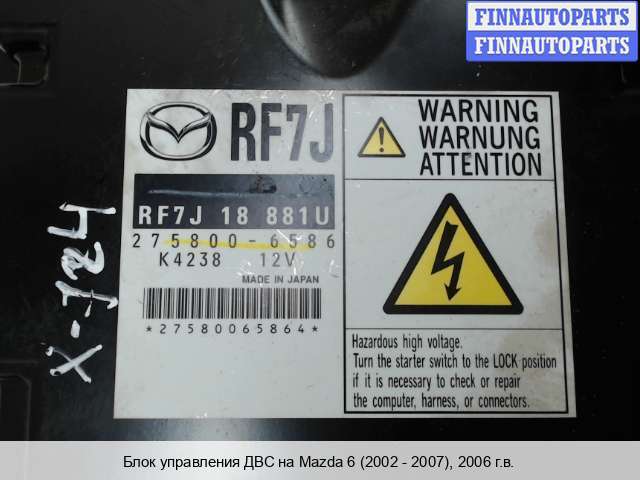 FINNAUTOPARTS
FINNAUTOPARTS
RF7J
RF7J 18 881U
275800-6586
K4238 12V
MADE IN JAPAN
*27580065864*
WARNING
WARNUNG
ATTENTION
Hazardous high voltage.
Turn the starter switch to the LOCK position
if it is necessary to check or repair
the computer, harness, or connectors.
X-724
Блок управления ДВС на Mazda 6 (2002 - 2007), 2006 г.в.